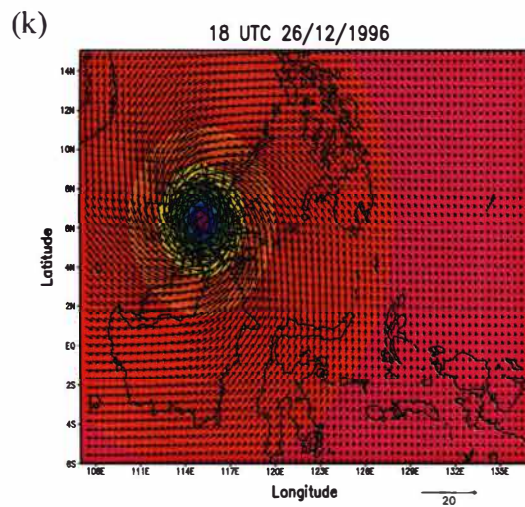 (k)
18 UTC 26/12/1996
14N
12N
10N
8N
6N
4N
2N
EQ
2S
4S
6S
Latitude
108E 111E 114E 117E 120E 123E 126E 129E 132E 135E
Longitude
20